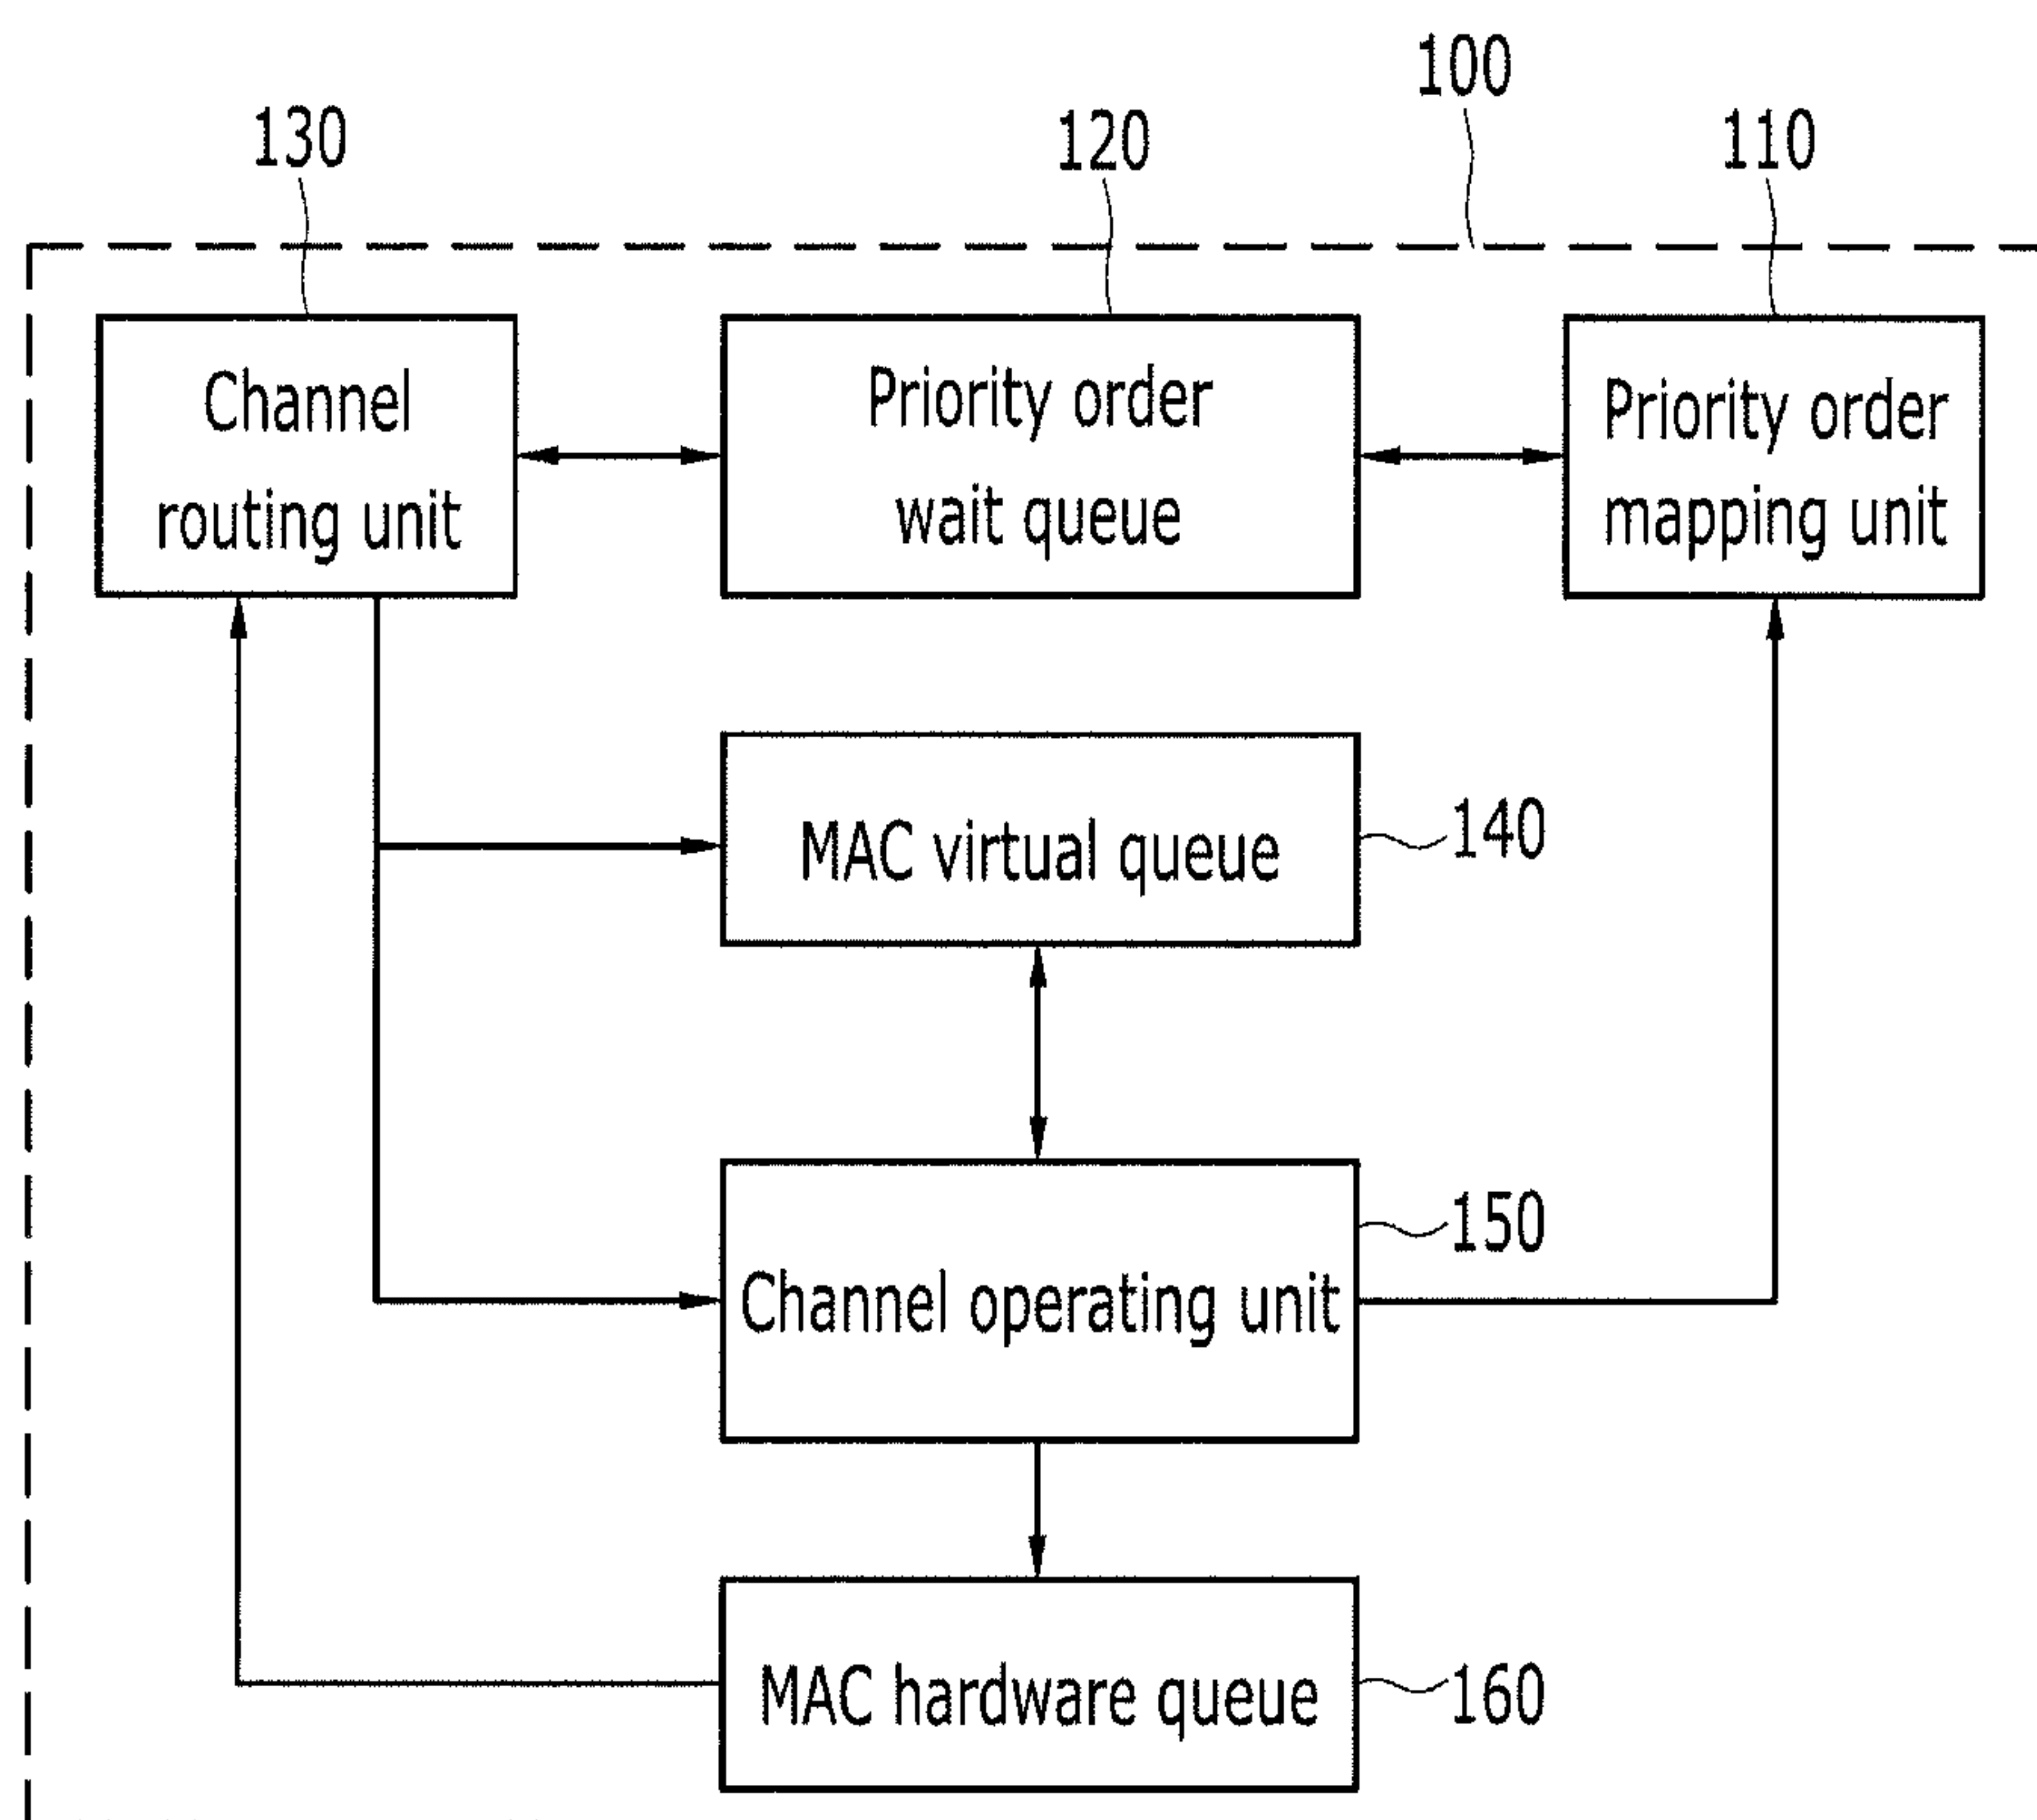 100
130
120
110
Channel
routing unit
Priority order
wait queue
Priority order
mapping unit
MAC virtual queue
140
150
Channel operating unit
MAC hardware queue
160